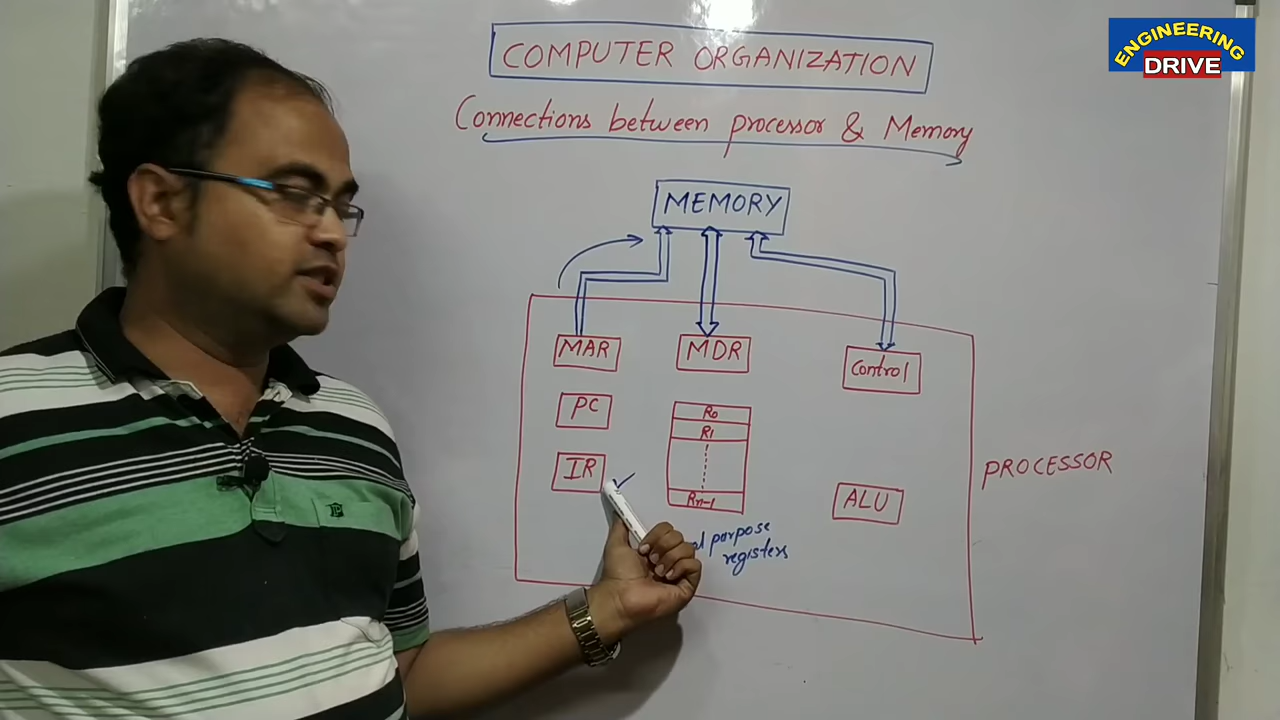 ENGINEERING
DRIVE
COMPUTER ORGANIZATION
Connections between processor & Memory
MEMORY
MAR
MDR
Control
PC
R0
R1
IR
Rn-1
ALU
PROCESSOR
porpose
registers